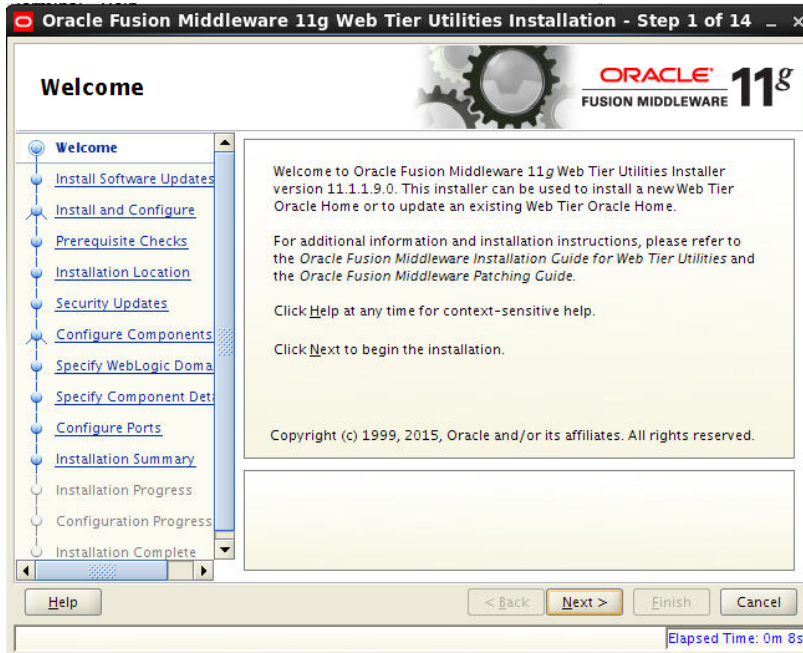 Oracle Fusion Middleware 11g Web Tier Utilities Installation - Step 1 of 14
Welcome
ORACLE
FUSION MIDDLEWARE 11g
Welcome
Install Software Updates
Install and Configure
Prerequisite Checks
Installation Location
Security Updates
Configure Components
Specify WebLogic Doma
Specify Component Deta
Configure Ports
Installation Summary
Installation Progress
Configuration Progress
Installation Complete
Welcome to Oracle Fusion Middleware 11g Web Tier Utilities Installer
version 11.1.1.9.0. This installer can be used to install a new Web Tier
Oracle Home or to update an existing Web Tier Oracle Home.
For additional information and installation instructions, please refer to
the Oracle Fusion Middleware Installation Guide for Web Tier Utilities and
the Oracle Fusion Middleware Patching Guide.
Click Help at any time for context-sensitive help.
Click Next to begin the installation.
Copyright (c) 1999, 2015, Oracle and/or its affiliates. All rights reserved.
Help
< Back
Next >
Finish
Cancel
Elapsed Time: 0m 8s